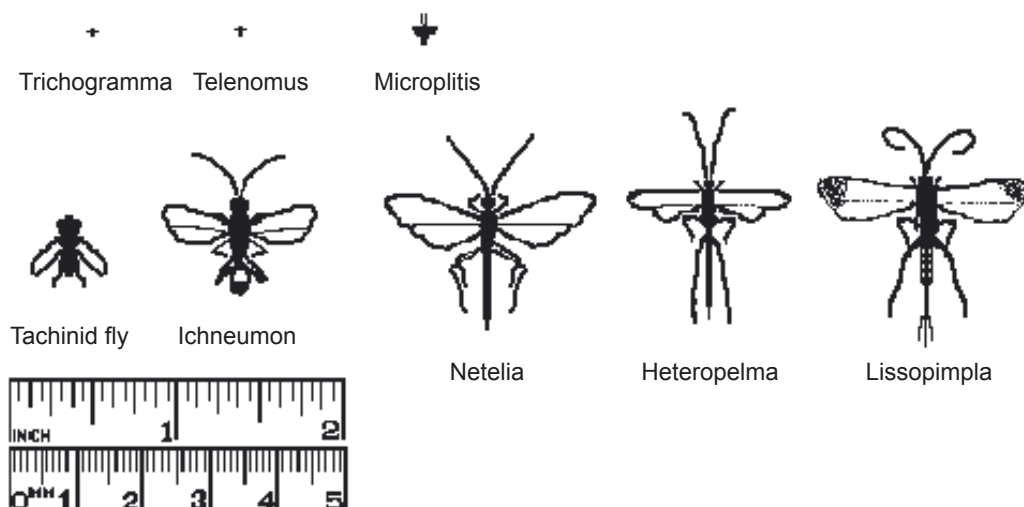 Trichogramma Telenomus Microplitis
Tachinid fly Ichneumon
Netelia Heteropelma Lissopimpla
INCH 1 2
0 MM 1 2 3 4 5